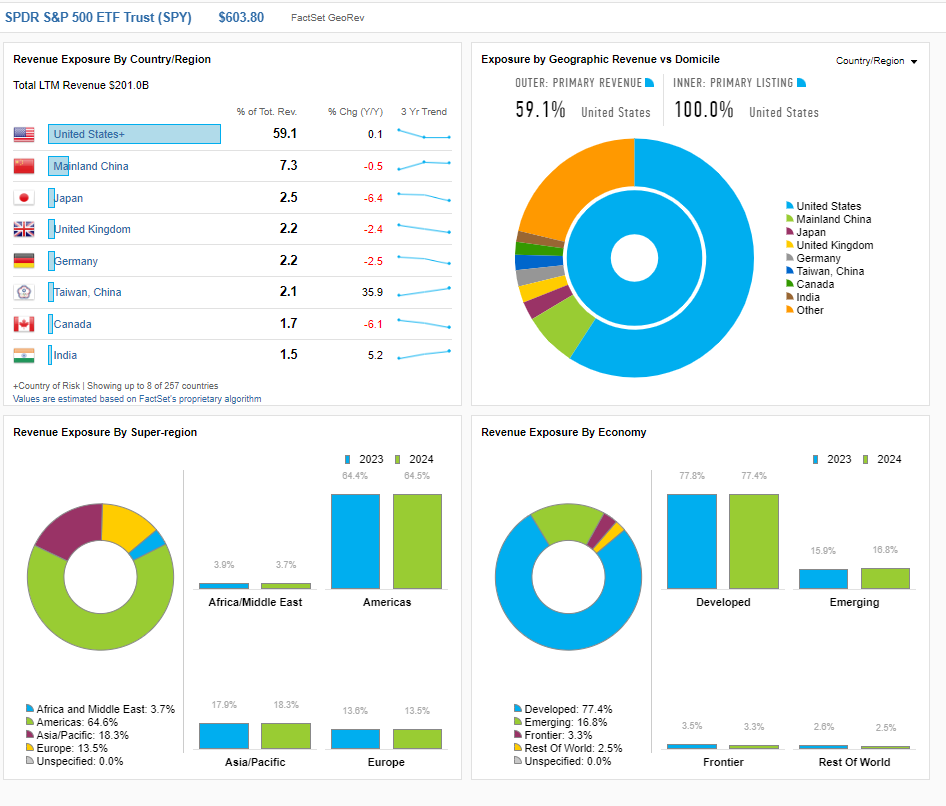 SPDR S&P 500 ETF Trust (SPY) $603.80 FactSet GeoRev
Revenue Exposure By Country/Region
Total LTM Revenue $201.0B
% of Tot. Rev. % Chg (Y/Y) 3 Yr Trend
United States+ 59.1 0.1
Mainland China 7.3 -0.5
Japan 2.5 -6.4
United Kingdom 2.2 -2.4
Germany 2.2 -2.5
Taiwan, China 2.1 35.9
Canada 1.7 -6.1
India 1.5 5.2
+Country of Risk | Showing up to 8 of 257 countries
Values are estimated based on FactSet's proprietary algorithm
Exposure by Geographic Revenue vs Domicile
Country/Region
OUTER: PRIMARY REVENUE INNER: PRIMARY LISTING
59.1% United States 100.0% United States
United States
Mainland China
Japan
United Kingdom
Germany
Taiwan, China
Canada
India
Other
Revenue Exposure By Super-region
2023 2024
64.4% 64.5%
3.9% 3.7%
Africa/Middle East Americas
17.9% 18.3% 13.6% 13.5%
Asia/Pacific Europe
Africa and Middle East: 3.7%
Americas: 64.6%
Asia/Pacific: 18.3%
Europe: 13.5%
Unspecified: 0.0%
Revenue Exposure By Economy
2023 2024
77.8% 77.4%
15.9% 16.8%
Developed Emerging
3.5% 3.3% 2.6% 2.5%
Frontier Rest Of World
Developed: 77.4%
Emerging: 16.8%
Frontier: 3.3%
Rest Of World: 2.5%
Unspecified: 0.0%